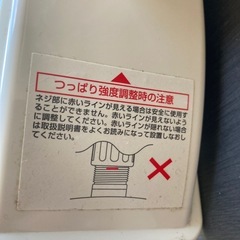 つっぱり強度調整時の注意
ネジ部に赤いラインが見える場合は安全に使用す
ることができません。赤いラインが見えないよう
に調整してください。赤いラインが隠れない場合
は取扱説明書をよくお読みになって設置しなおし
てください。